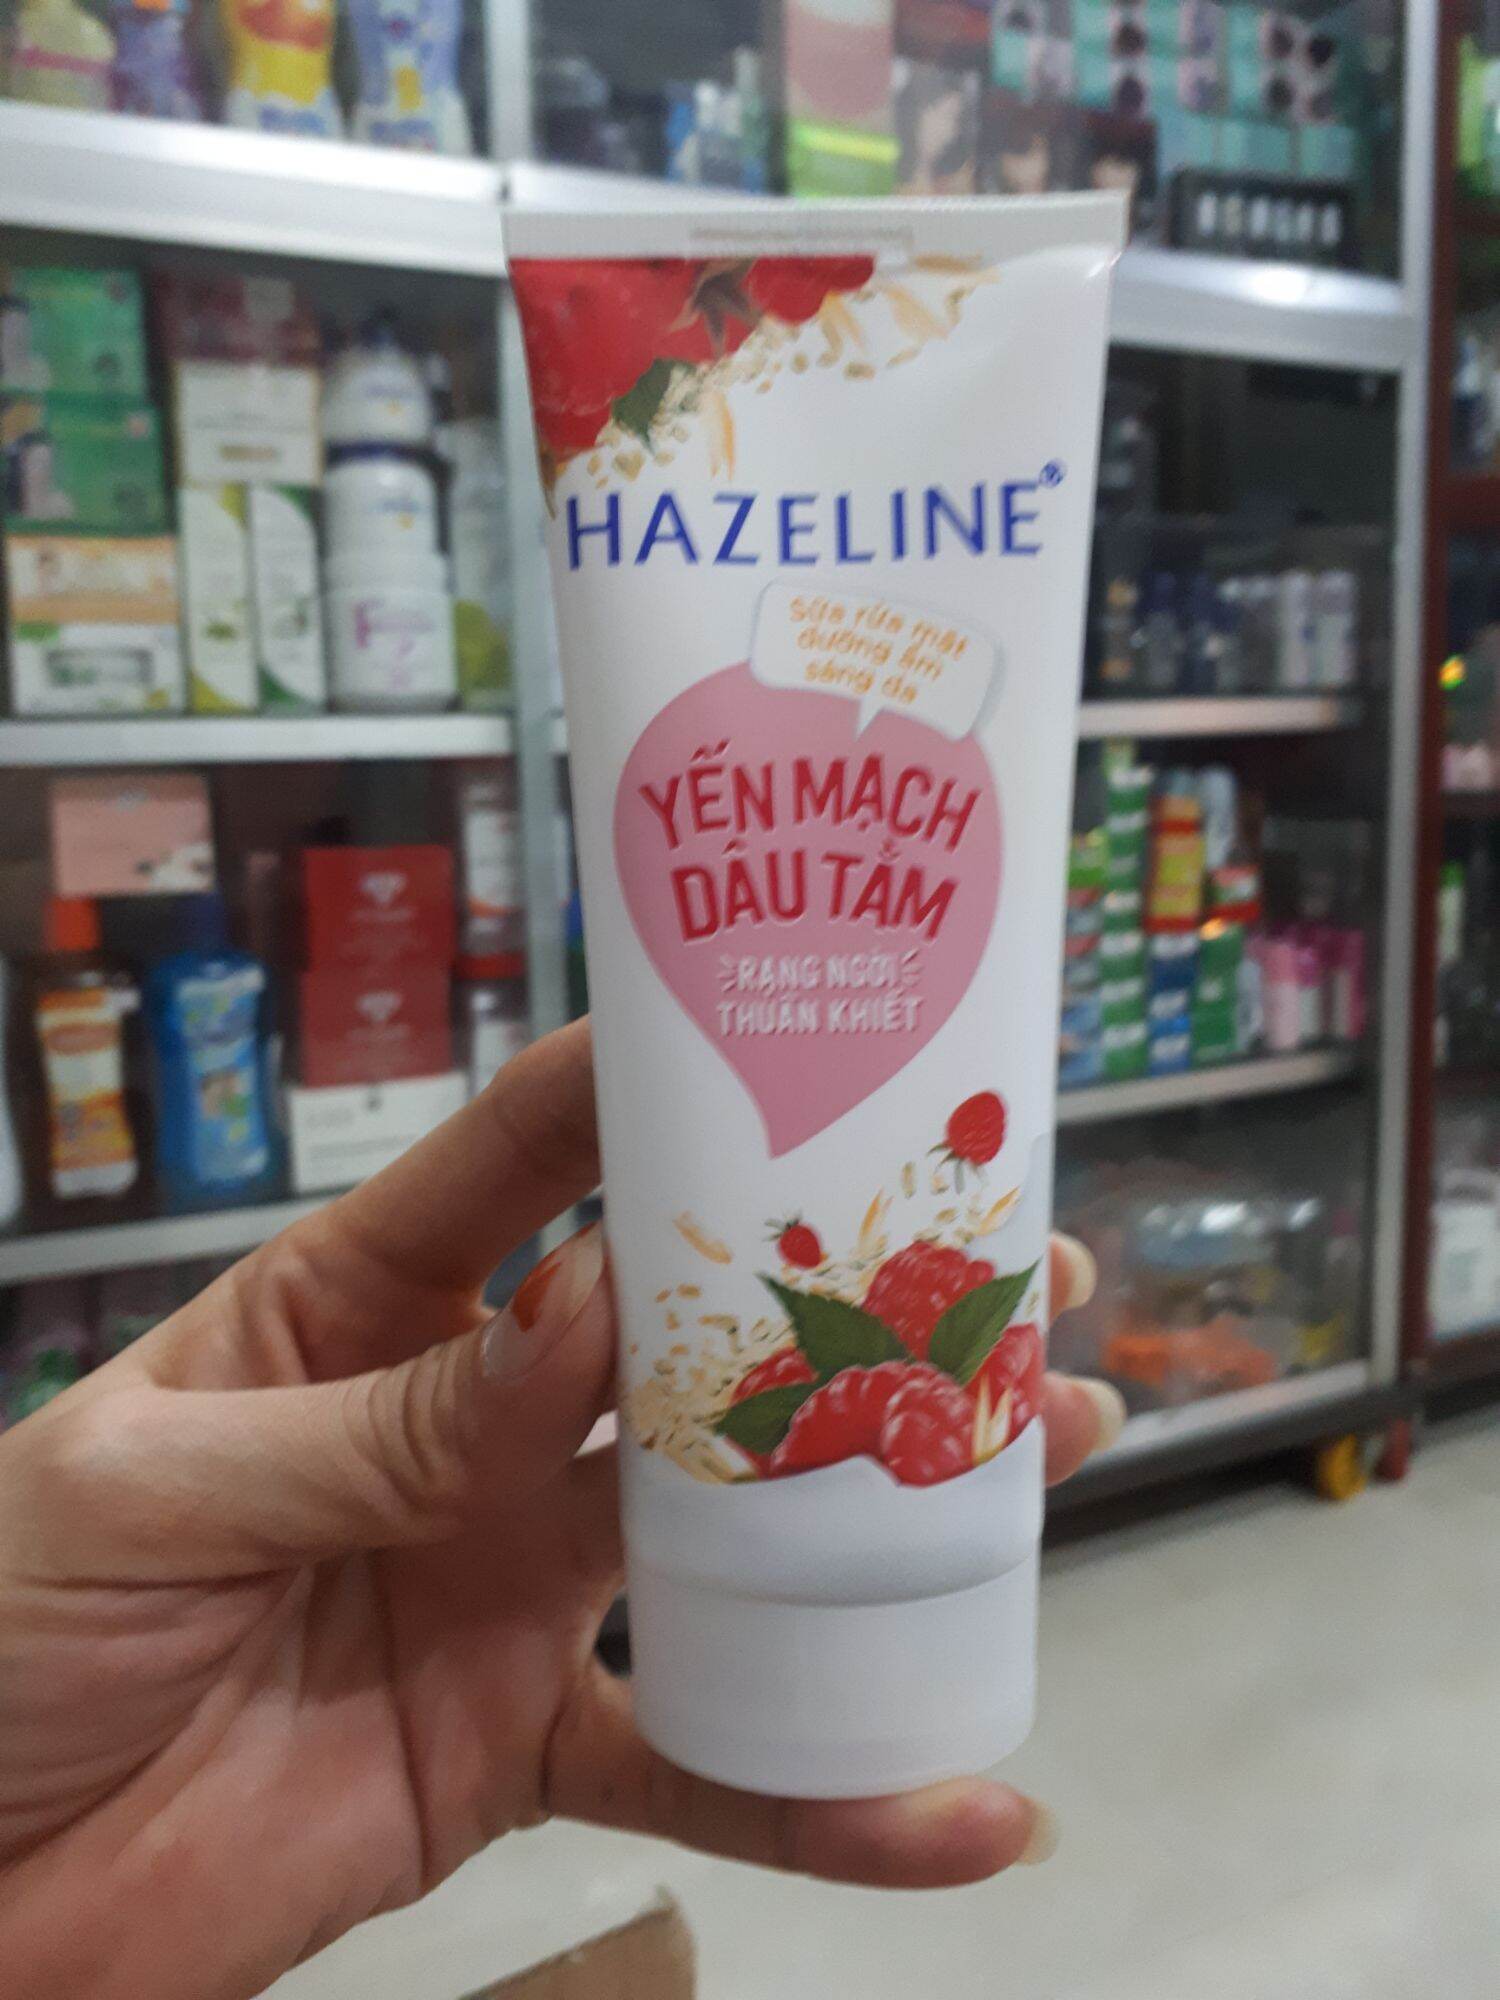 HAZELINE®
Sữa rửa mặt
dưỡng ẩm
sáng da
YẾN MẠCH
DÂU TẰM
RẠNG NGỜI
THUẦN KHIẾT